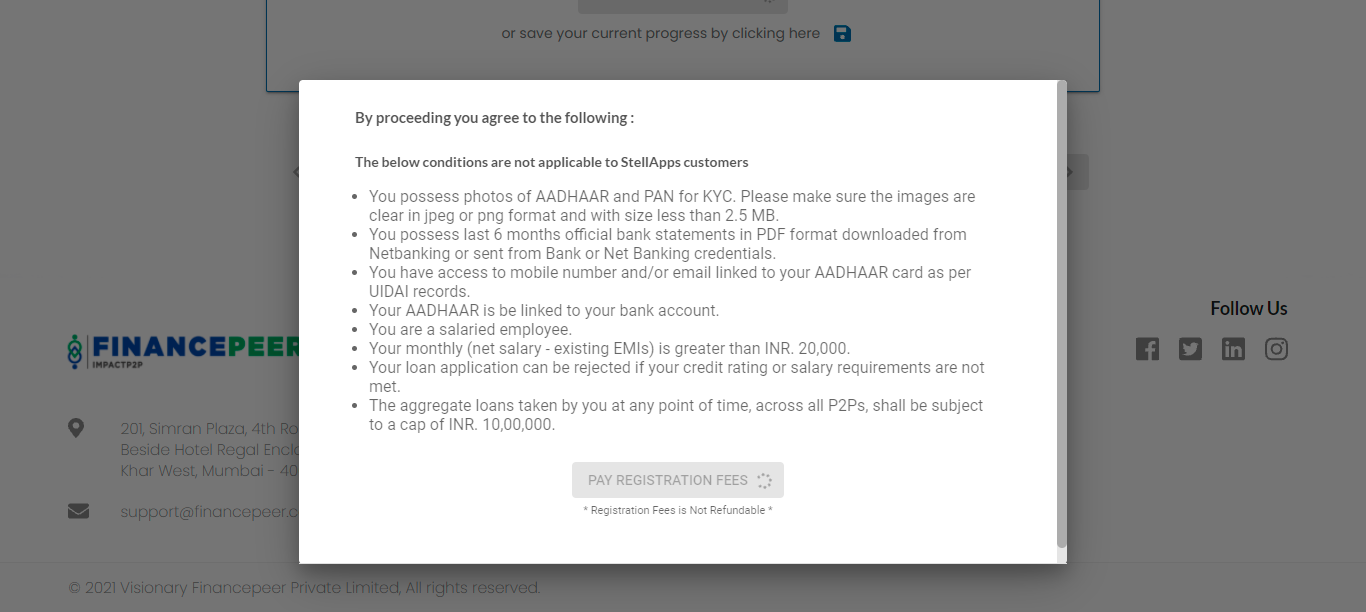 or save your current progress by clicking here
By proceeding you agree to the following :
The below conditions are not applicable to StellApps customers
You possess photos of AADHAAR and PAN for KYC. Please make sure the images are
clear in jpeg or png format and with size less than 2.5 MB.
You possess last 6 months official bank statements in PDF format downloaded from
Netbanking or sent from Bank or Net Banking credentials.
You have access to mobile number and/or email linked to your AADHAAR card as per
UIDAI records.
Your AADHAAR is be linked to your bank account.
You are a salaried employee.
Your monthly (net salary - existing EMIs) is greater than INR. 20,000.
Your loan application can be rejected if your credit rating or salary requirements are not
met.
The aggregate loans taken by you at any point of time, across all P2Ps, shall be subject
to a cap of INR. 10,00,000.
PAY REGISTRATION FEES
* Registration Fees is Not Refundable *
Follow Us
FINANCEPEER
IMPACTP2P
201, Simran Plaza, 4th
Beside Hotel Regal
Khar West, Mumbai -
support@financepeer.c
© 2021 Visionary Financepeer Private Limited, All rights reserved.